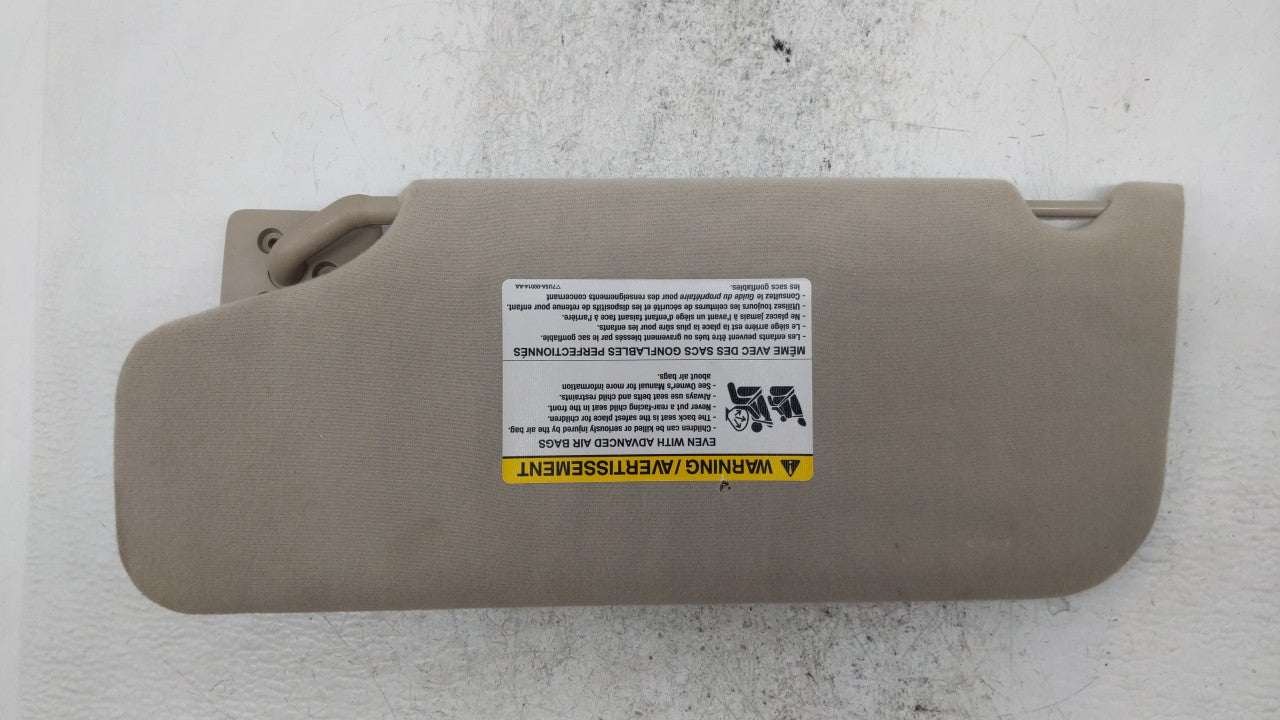 WARNING / AVERTISSEMENT
EVEN WITH ADVANCED AIR BAGS
- Children can be killed or seriously injured by the air bag.
- The back seat is the safest place for children.
- Never put a rear-facing child seat in the front.
- Always use seat belts and child restraints.
- See Owner's Manual for more information
about air bags.
MÊME AVEC DES SACS GONFLABLES PERFECTIONNÉS
- Les enfants peuvent être tués ou gravement blessés par le sac gonflable.
- Le siège arrière est la place la plus sûre pour les enfants.
- Ne placez jamais à l'avant un siège d'enfant faisant face à l'arrière.
- Utilisez toujours les ceintures de sécurité et les dispositifs de retenue pour enfant.
- Consultez le Guide du propriétaire pour des renseignements concernant
les sacs gonflables.
7U5A-60014-AA